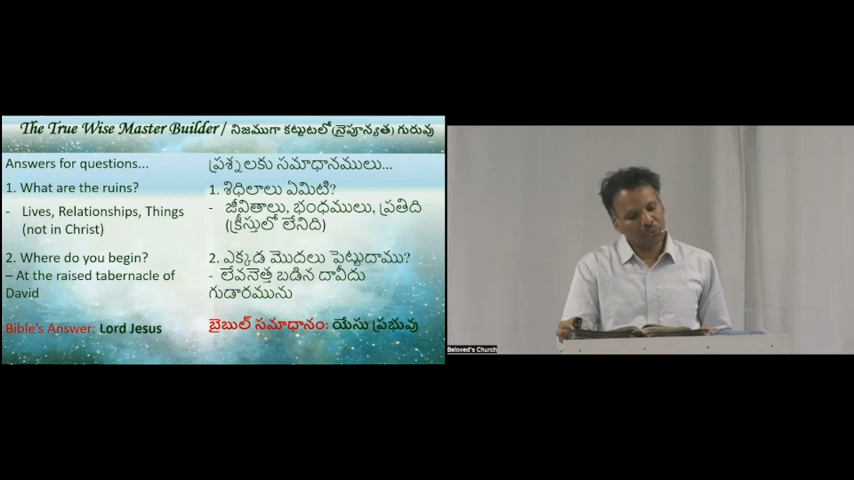 The True Wise Master Builder / నిజముగా కట్టుటలో(నైపూన్యత) గురువు
Answers for questions...
1. What are the ruins?
- Lives, Relationships, Things
(not in Christ)
2. Where do you begin?
– At the raised tabernacle of
David
Bible's Answer: Lord Jesus
ప్రశ్నలకు సమాధానములు...
1. శిధిలాలు ఏమిటి?
- జీవితాలు, భంధములు, ప్రతిది
(క్రీస్తులో లేనిది)
2. ఎక్కడ మొదలు పెట్టుదాము?
- లేవనెత్త బడిన దావీదు
గుడారమును
బైబుల్ సమాధానం: యేసు ప్రభువు
Beloved's Church